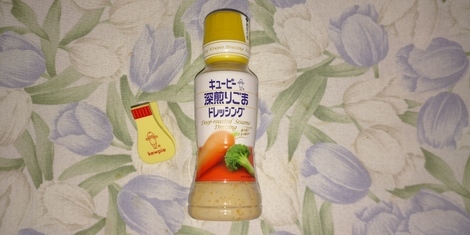 キユーピー
深煎りごま
ドレッシング
Deep-roasted Sesame
Dressing
kewpie